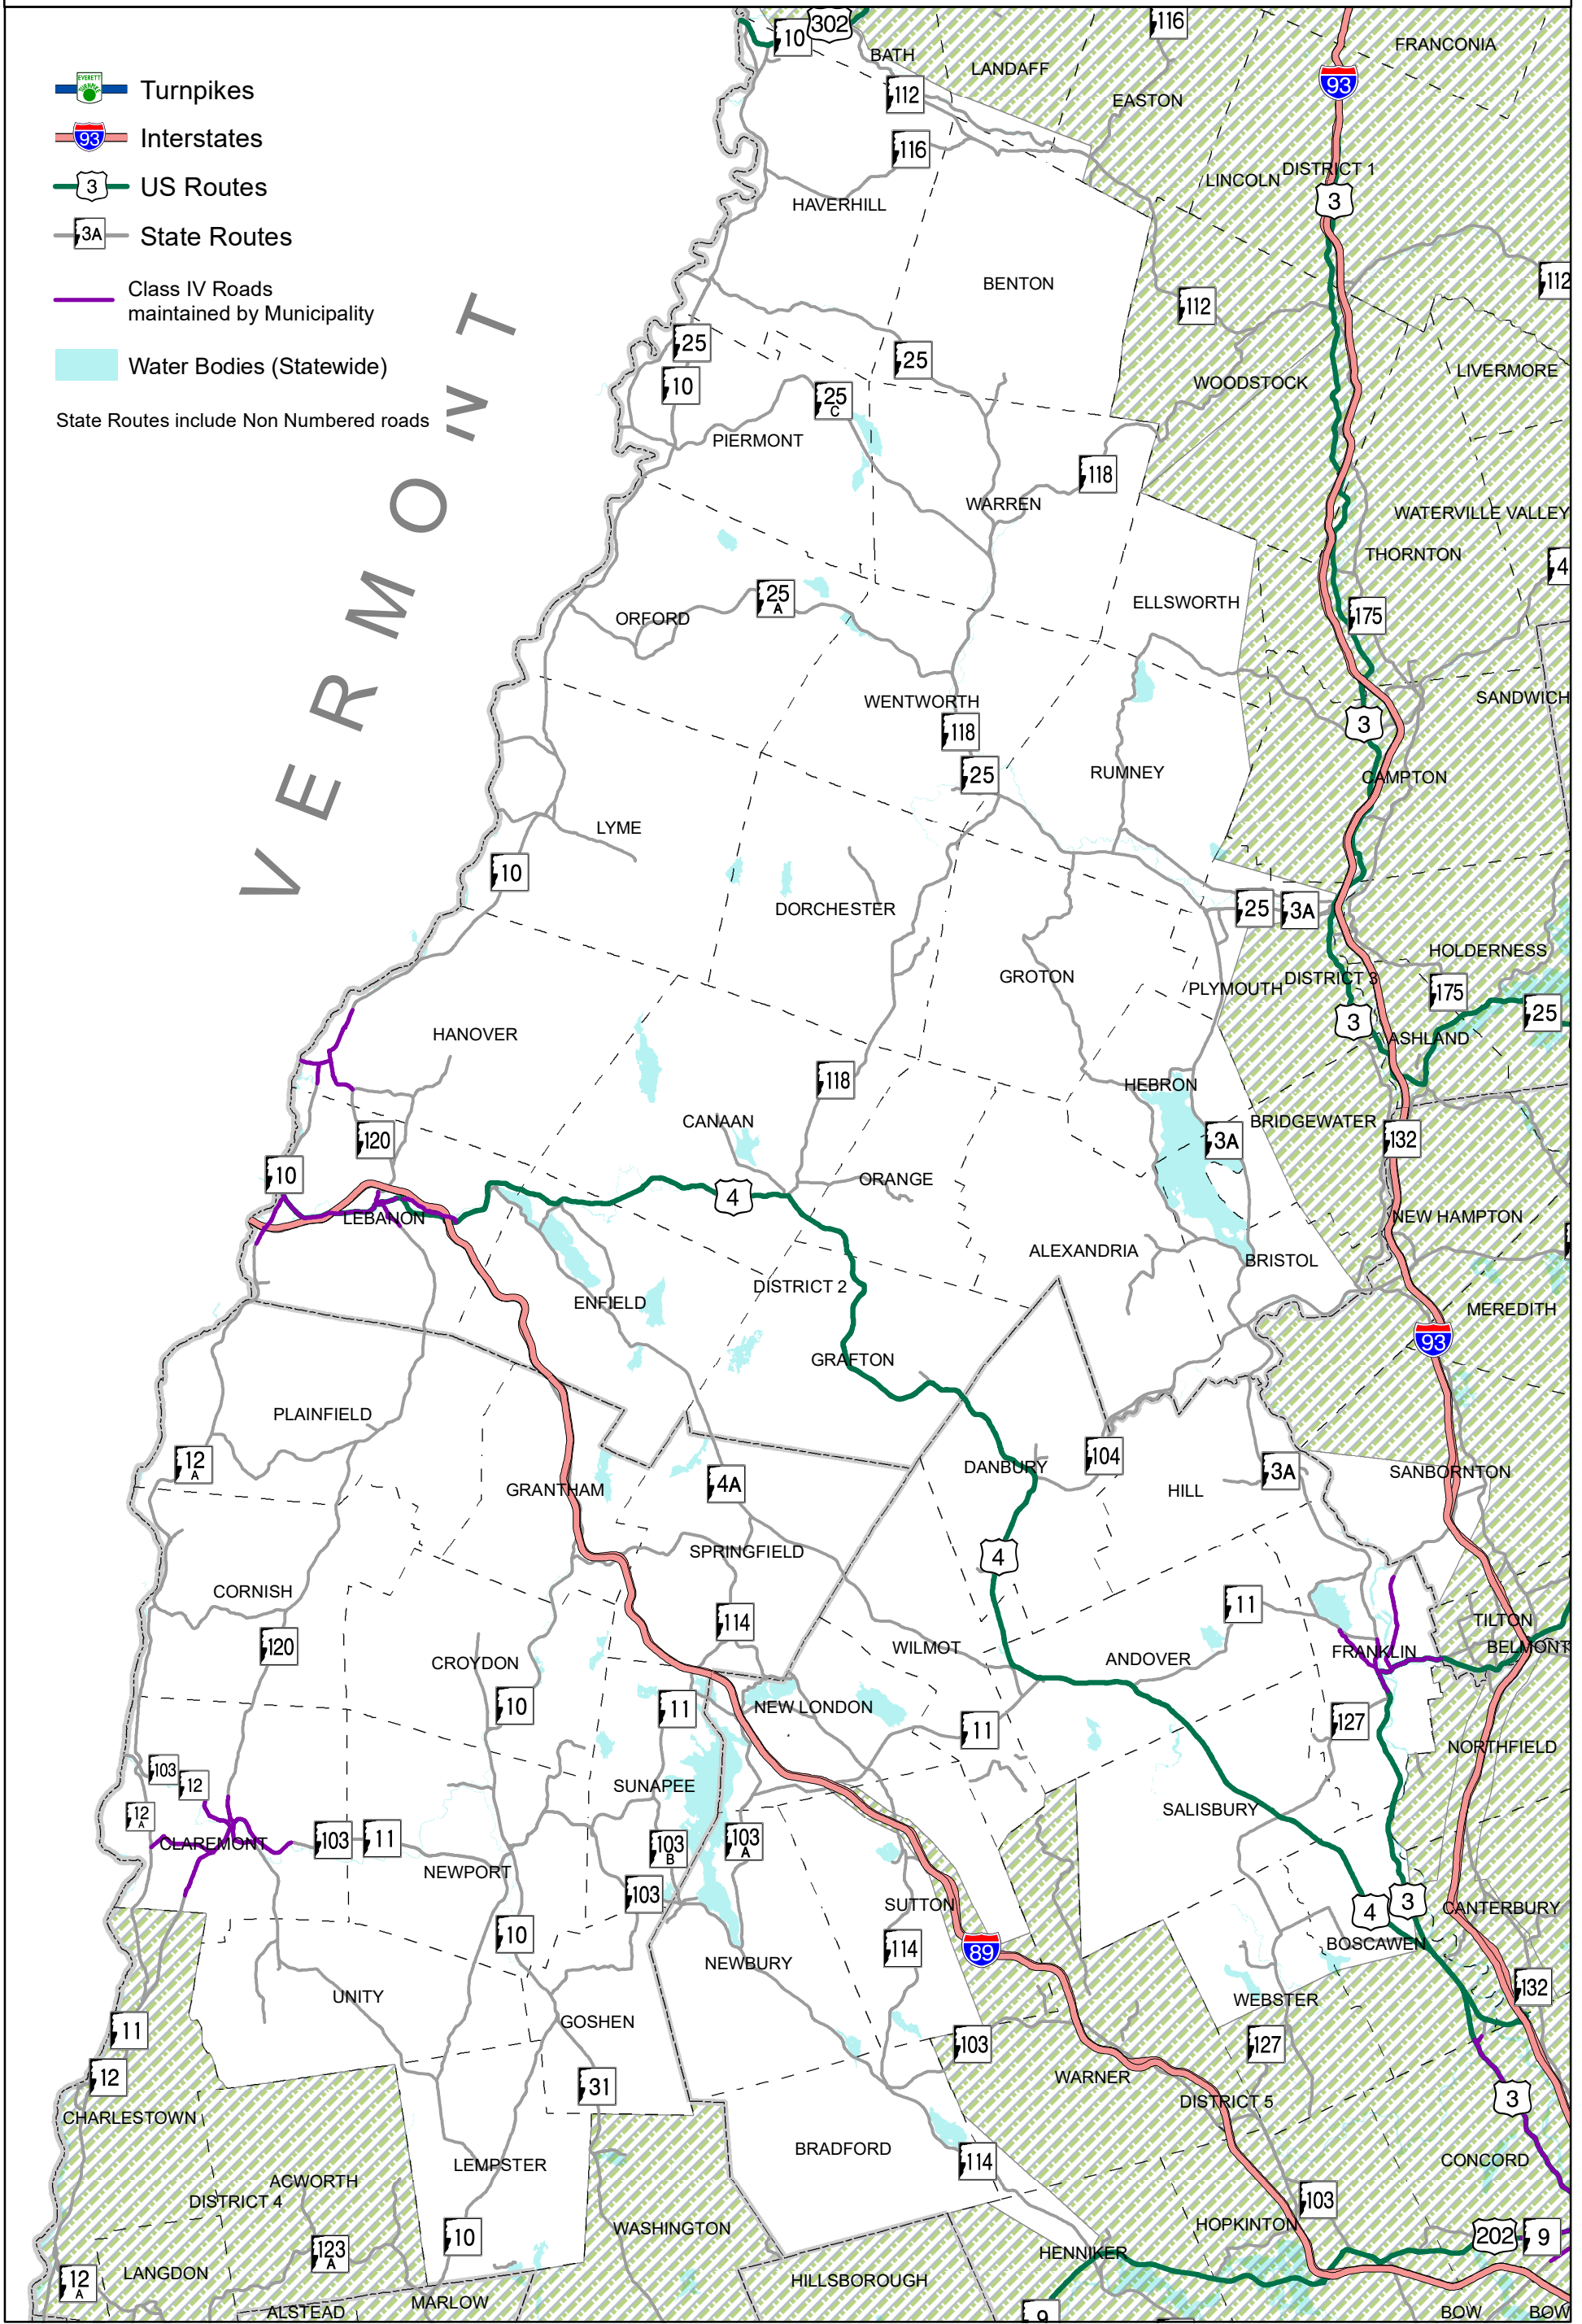 EVERETT
TURNPIKE
Turnpikes
93
Interstates
3
US Routes
3A
State Routes
Class IV Roads
maintained by Municipality
Water Bodies (Statewide)
State Routes include Non Numbered roads
VERMONT
10
302
116
BATH
LANDAFF
FRANCONIA
93
112
EASTON
116
DISTRICT 1
LINCOLN
3
HAVERHILL
BENTON
112
112
25
25
10
LIVERMORE
WOODSTOCK
25
C
PIERMONT
118
WARREN
WATERVILLE VALLEY
THORNTON
4
25
A
ORFORD
ELLSWORTH
175
WENTWORTH
SANDWICH
118
3
25
RUMNEY
CAMPTON
LYME
10
DORCHESTER
25
3A
HOLDERNESS
GROTON
DISTRICT 3
PLYMOUTH
175
3
25
HANOVER
ASHLAND
118
HEBRON
CANAAN
BRIDGEWATER
120
3A
132
10
ORANGE
4
LEBANON
NEW HAMPTON
ALEXANDRIA
BRISTOL
DISTRICT 2
ENFIELD
MEREDITH
93
GRAFTON
PLAINFIELD
12
A
104
DANBURY
3A
SANBORNTON
4A
GRANTHAM
HILL
SPRINGFIELD
4
CORNISH
11
114
TILTON
120
WILMOT
BELMONT
FRANKLIN
CROYDON
ANDOVER
10
11
NEW LONDON
11
127
NORTHFIELD
103
12
SUNAPEE
12
A
SALISBURY
CLAREMONT
103
11
103
B
103
A
NEWPORT
103
SUTTON
4
3
CANTERBURY
10
114
89
BOSCAWEN
NEWBURY
132
UNITY
WEBSTER
11
GOSHEN
103
127
12
31
WARNER
3
DISTRICT 5
CHARLESTOWN
BRADFORD
114
CONCORD
LEMPSTER
ACWORTH
DISTRICT 4
103
WASHINGTON
HOPKINTON
10
202
9
123
A
HENNIKER
LANGDON
12
A
HILLSBOROUGH
MARLOW
ALSTEAD
9
BOW
BOW